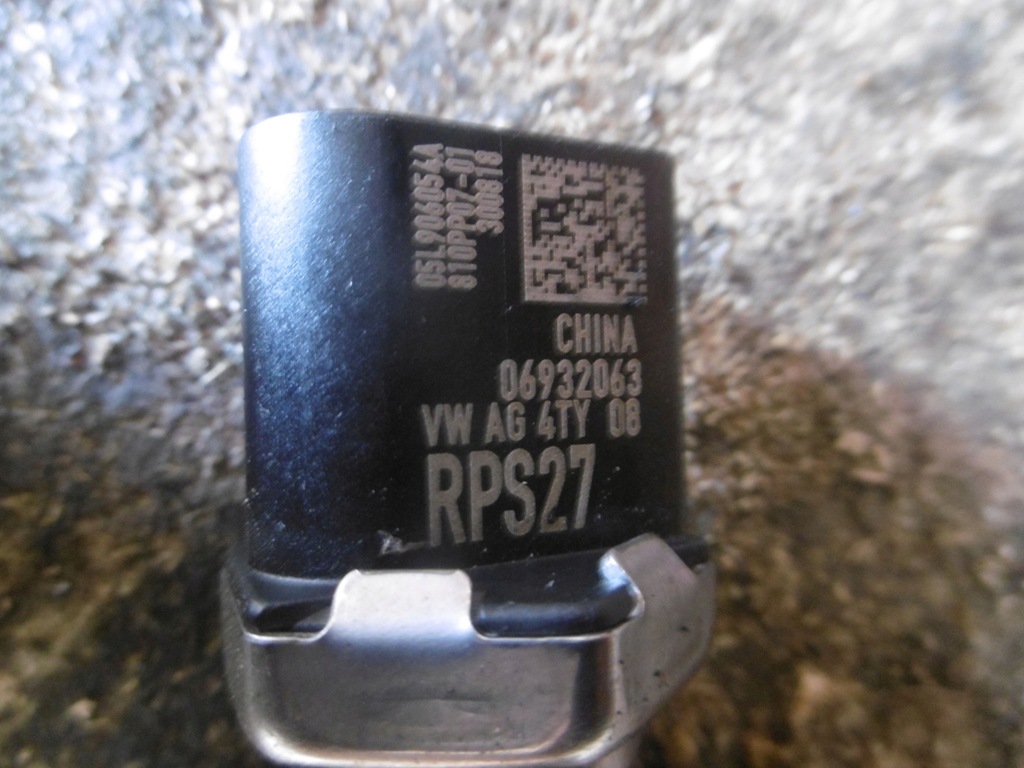 05L906054A
810PP07-01
300818
CHINA
06932063
VW AG 4TY 08
RPS27